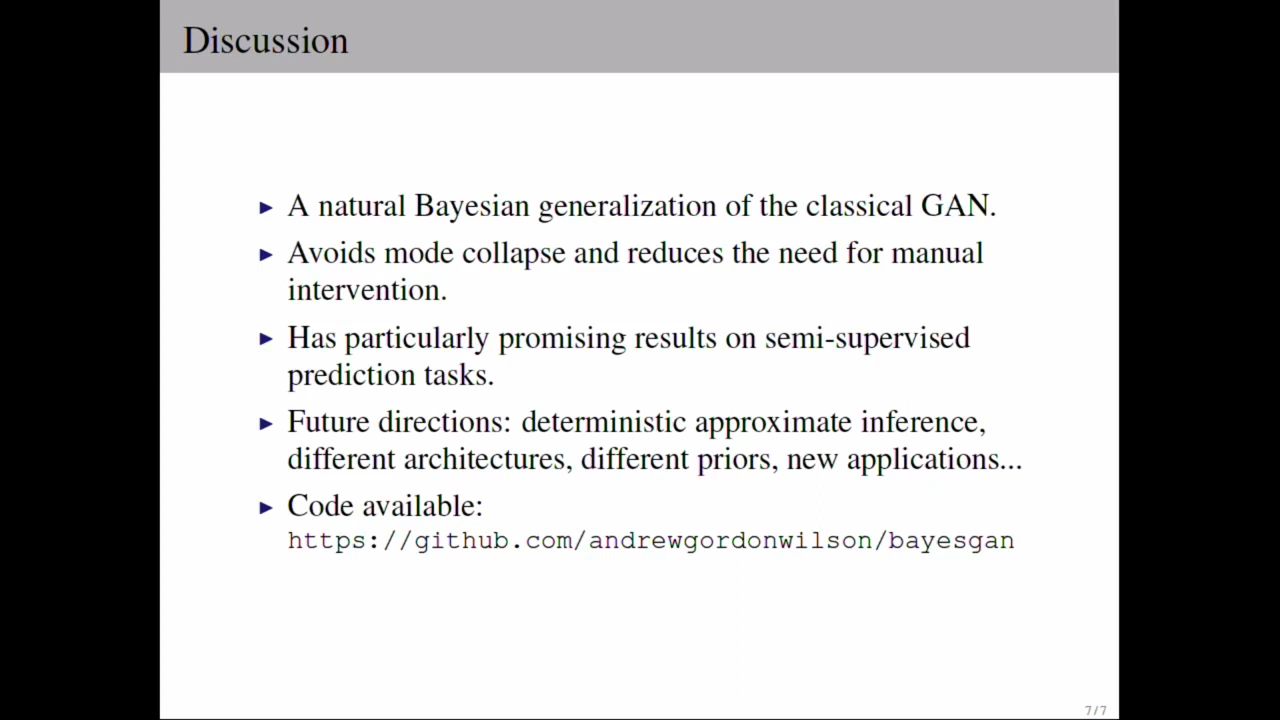 Discussion
▶ A natural Bayesian generalization of the classical GAN.
▶ Avoids mode collapse and reduces the need for manual
intervention.
▶ Has particularly promising results on semi-supervised
prediction tasks.
▶ Future directions: deterministic approximate inference,
different architectures, different priors, new applications...
▶ Code available:
https://github.com/andrewgordonwilson/bayesgan
7/7